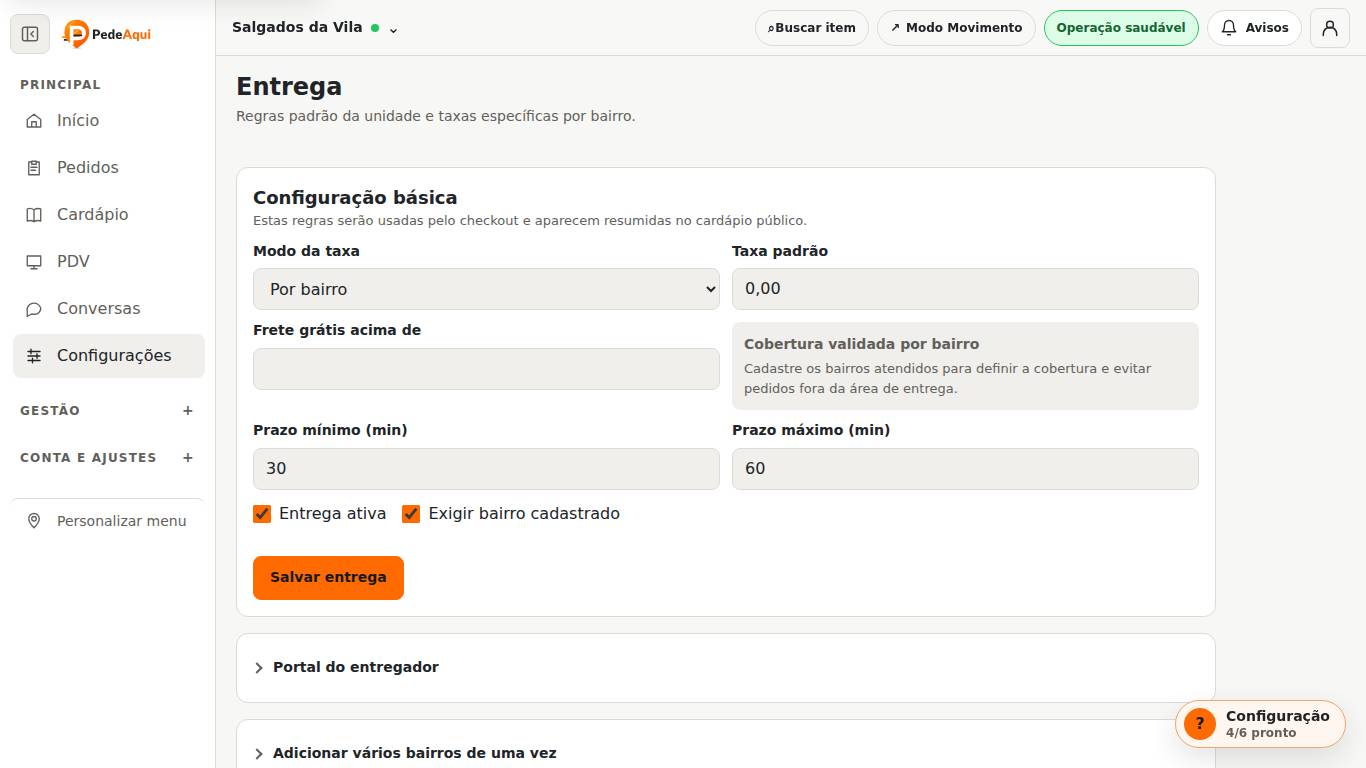 PedeAqui
Salgados da Vila
Buscar item
↗ Modo Movimento
Operação saudável
Avisos
PRINCIPAL
Início
Pedidos
Cardápio
PDV
Conversas
Configurações
GESTÃO +
CONTA E AJUSTES +
Personalizar menu
Entrega
Regras padrão da unidade e taxas específicas por bairro.
Configuração básica
Estas regras serão usadas pelo checkout e aparecem resumidas no cardápio público.
Modo da taxa
Por bairro
Taxa padrão
0,00
Frete grátis acima de
Cobertura validada por bairro
Cadastre os bairros atendidos para definir a cobertura e evitar
pedidos fora da área de entrega.
Prazo mínimo (min)
30
Prazo máximo (min)
60
Entrega ativa
Exigir bairro cadastrado
Salvar entrega
Portal do entregador
Adicionar vários bairros de uma vez
?
Configuração
4/6 pronto